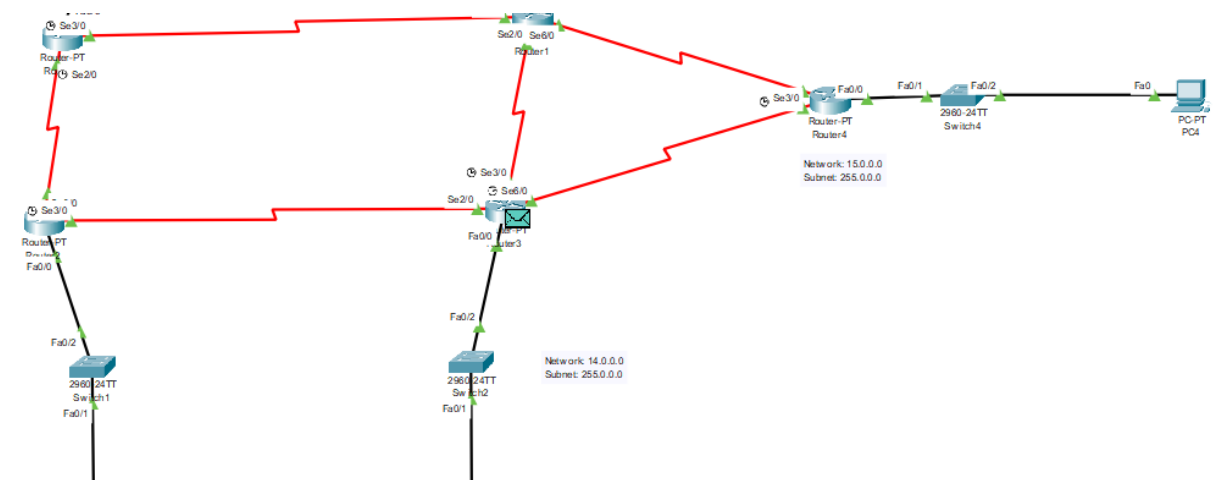 Se3/0
Router-PT
Se2/0
Se2/0
Se6/0
Router1
Se3/0
Fa0/0
Router-PT
Router4
Fa0/1
Fa0/2
2960-24TT
Switch4
Fa0
PC-PT
PC4
Network: 15.0.0.0
Subnet: 255.0.0.0
Se3/0
Router-PT
Fa0/0
Se3/0
Se6/0
Se2/0
Fa0/0
Fa0/2
2960-24TT
Switch1
Fa0/1
Fa0/2
2960-24TT
Switch2
Fa0/1
Network: 14.0.0.0
Subnet: 255.0.0.0